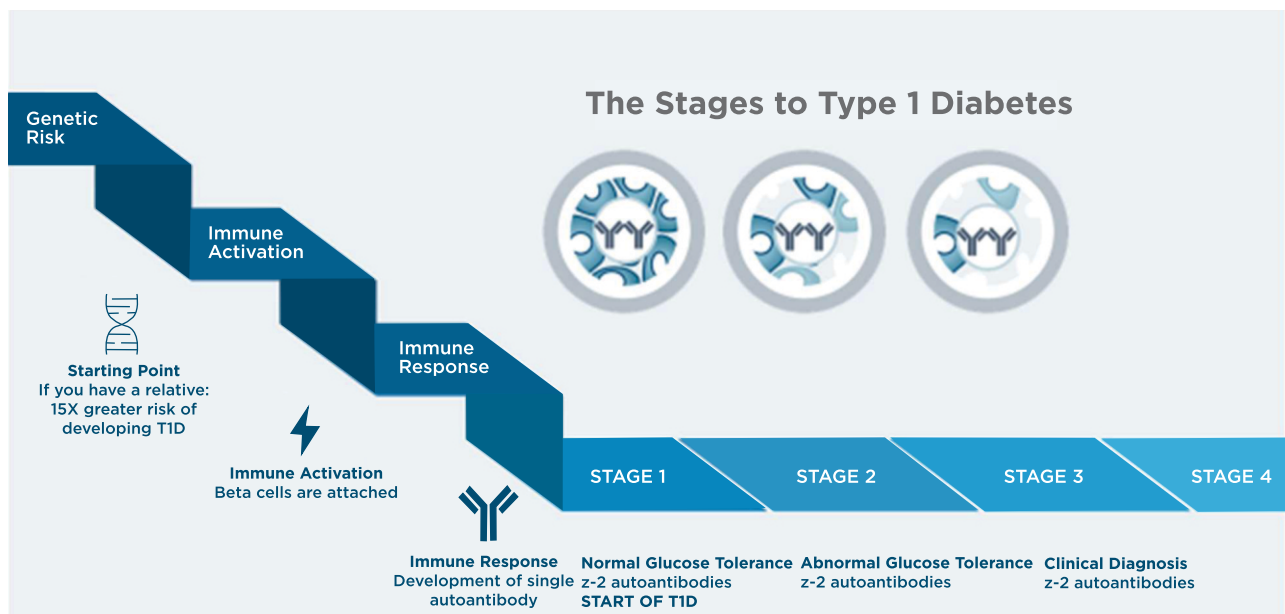 The Stages to Type 1 Diabetes
Genetic
Risk
Immune
Activation
Immune
Response
Starting Point
If you have a relative:
15X greater risk of
developing T1D
Immune Activation
Beta cells are attached
Immune Response
Development of single
autoantibody
STAGE 1
STAGE 2
STAGE 3
STAGE 4
Normal Glucose Tolerance
z-2 autoantibodies
START OF T1D
Abnormal Glucose Tolerance
z-2 autoantibodies
Clinical Diagnosis
z-2 autoantibodies